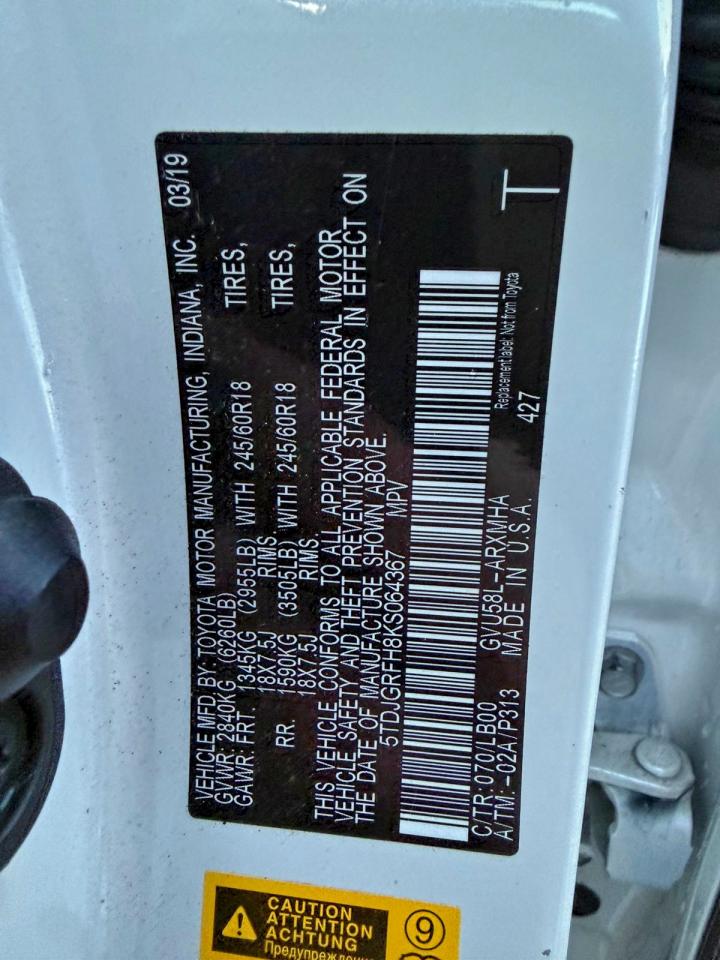 VEHICLE MFD BY: TOYOTA MOTOR MANUFACTURING, INDIANA, INC. 03/19
GVWR: 2840KG (6260LB)
GAWR: FRT 1345KG (2955LB) WITH 245/60R18 TIRES,
18X7.5J RIMS.
RR. 1590KG (3505LB) WITH 245/60R18 TIRES,
18X7.5J RIMS.
THIS VEHICLE CONFORMS TO ALL APPLICABLE FEDERAL MOTOR
VEHICLE SAFETY AND THEFT PREVENTION STANDARDS IN EFFECT ON
THE DATE OF MANUFACTURE SHOWN ABOVE.
5TDJGRFH8KS064367 MPV
Replacement label: Not from Toyota
C/TR: 070/LB00 GVU58L-ARXMHA 427
A/TM: -02A/P313 MADE IN U.S.A.
T
CAUTION
ATTENTION
ACHTUNG
Предупреждение
9